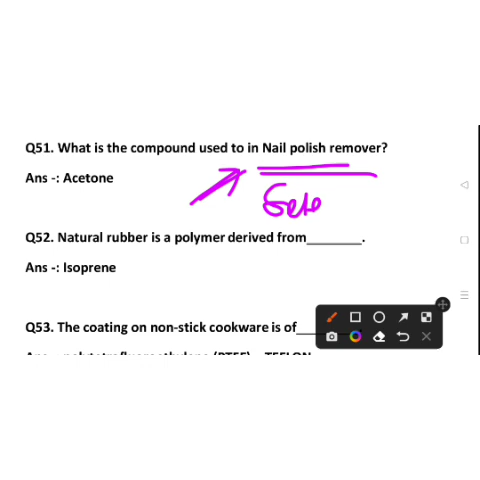 Q51. What is the compound used to in Nail polish remover?
Ans -: Acetone
Q52. Natural rubber is a polymer derived from________.
Ans -: Isoprene
Q53. The coating on non-stick cookware is of